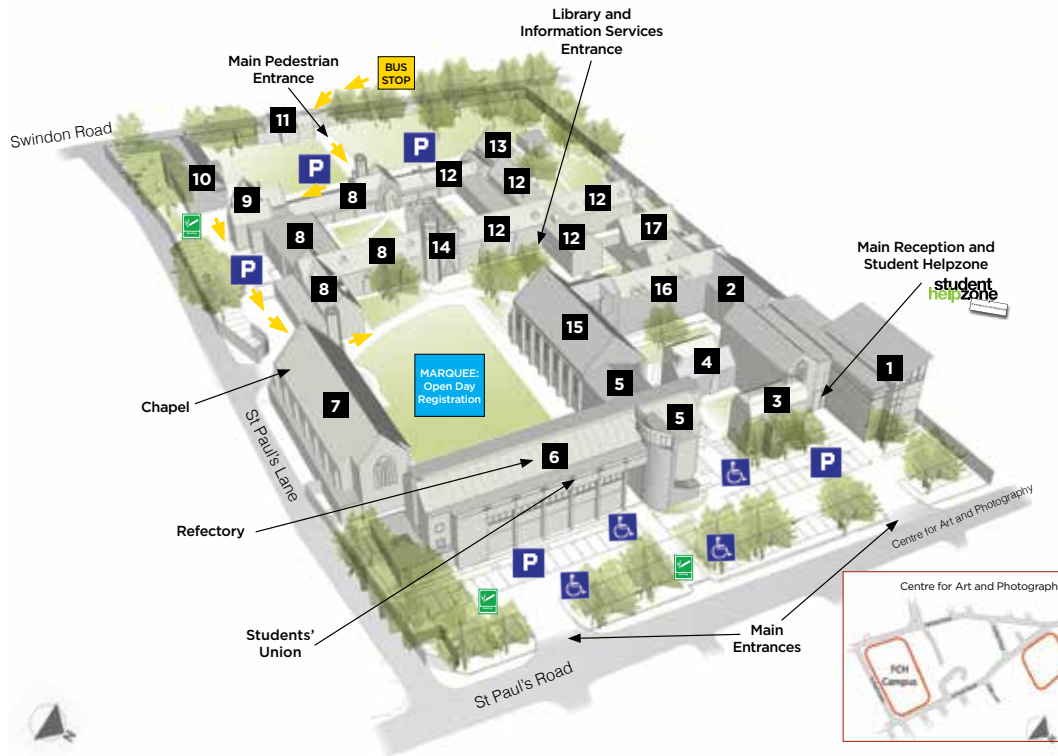 Library and
Information Services
Entrance
Main Pedestrian
Entrance
BUS
STOP
Swindon Road
11
P
P
13
10
12
12
9
8
12
8
12
17
8
14
12
Main Reception and
Student Helpzone
student
helpzone
P
8
16
2
15
4
1
MARQUEE:
Open Day
Registration
5
3
Chapel
7
5
St Paul's Lane
6
P
Refectory
Centre for Art and Photography
P
Students'
Union
Main
Entrances
St Paul's Road
Centre for Art and Photograph
FCH
Campus
N